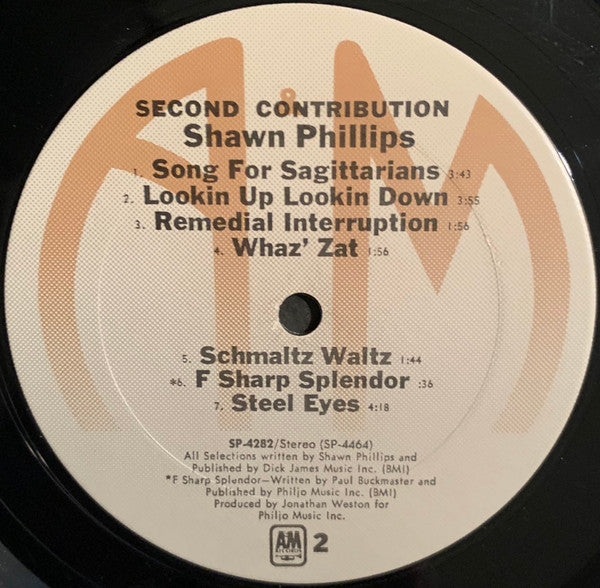 A&M
SECOND CONTRIBUTION
Shawn Phillips
1. Song For Sagittarians 3:43
2. Lookin Up Lookin Down 3:55
3. Remedial Interruption 1:56
4. Whaz' Zat 1:56
5. Schmaltz Waltz 1:44
*6. F Sharp Splendor :36
7. Steel Eyes 4:18
SP-4282/Stereo (SP-4464)
All Selections written by Shawn Phillips and
Published by Dick James Music Inc. (BMI)
*F Sharp Splendor—Written by Paul Buckmaster and
Published by Philjo Music Inc. (BMI)
Produced by Jonathan Weston for
Philjo Music Inc.
AM RECORDS 2